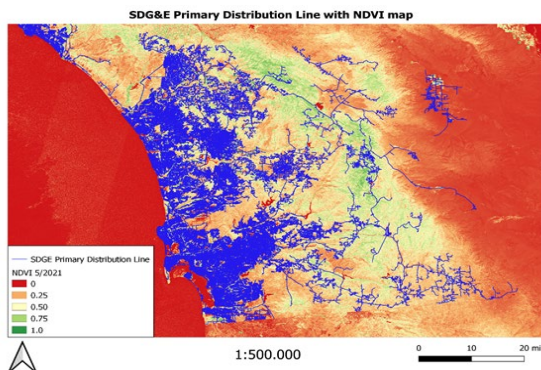 SDG&E Primary Distribution Line with NDVI map
SDGE Primary Distribution Line
NDVI 5/2021
0
0.25
0.50
0.75
1.0
1:500.000
0 10 20 mi